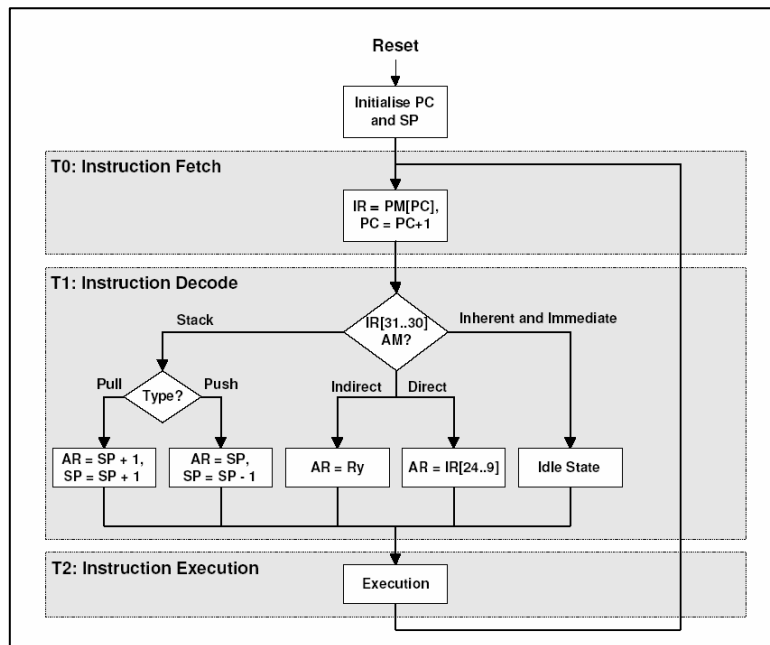 Reset
Initialise PC
and SP
T0: Instruction Fetch
IR = PM[PC],
PC = PC+1
T1: Instruction Decode
IR[31..30]
AM?
Stack
Inherent and Immediate
Type?
Pull
Push
Indirect
Direct
AR = SP + 1,
SP = SP + 1
AR = SP,
SP = SP - 1
AR = Ry
AR = IR[24..9]
Idle State
T2: Instruction Execution
Execution